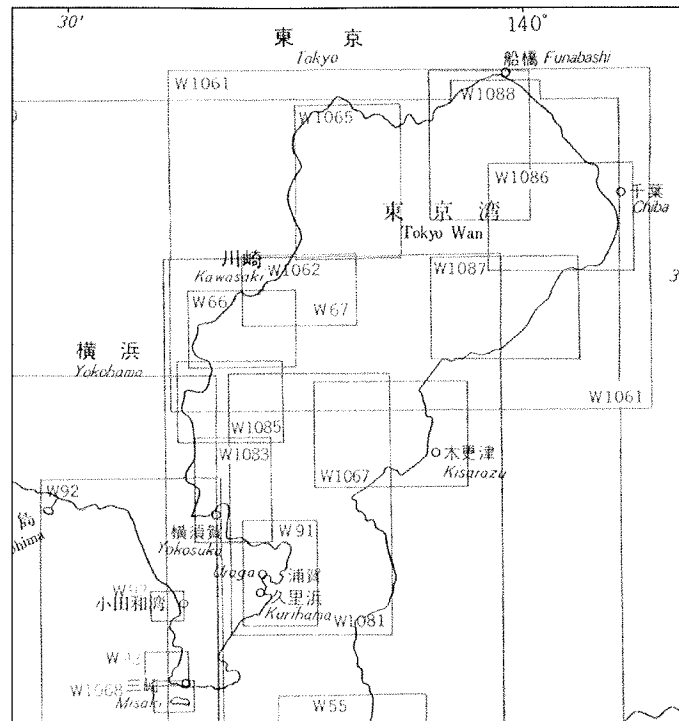 30'
140°
東 京
Tokyo
船橋 Funabashi
W1061
W1088
W1065
W1086
千葉
Chiba
東 京 湾
Tokyo Wan
川崎
Kawasaki
W1062
W1087
3
W66
W67
横 浜
Yokohama
W1061
W1085
W1083
木更津
W1067
Kisarazu
W92
島
shima
横須賀
W91
Yokosuka
Uraga
浦賀
久里浜
小田和湾
Kurihama
W1081
三崎
W1068
Misaki
W55